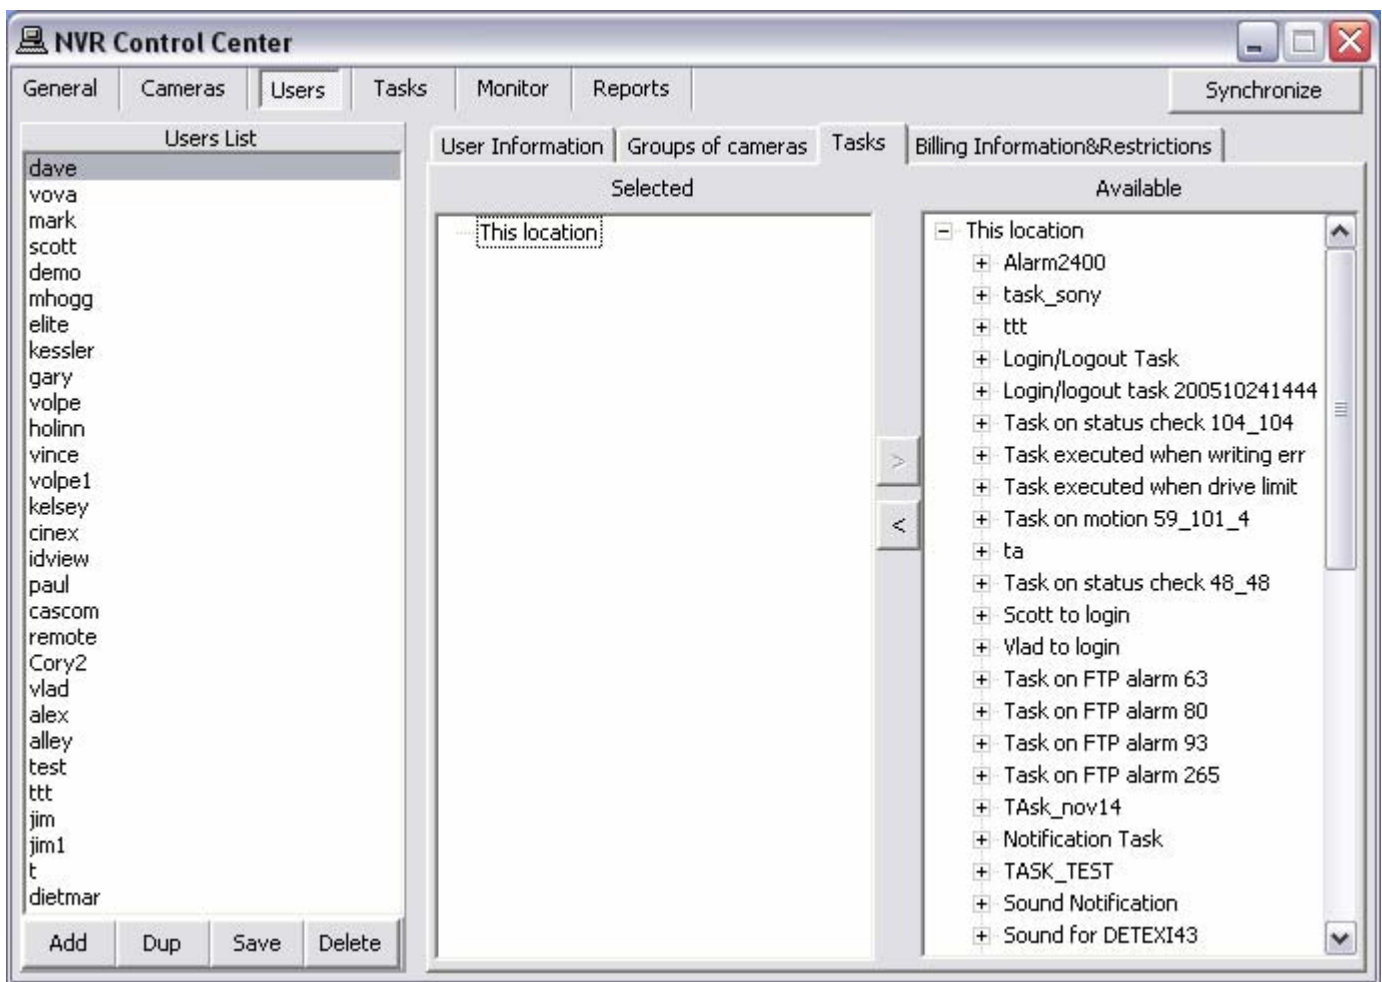 NVR Control Center
General Cameras Users Tasks Monitor Reports Synchronize
Users List
dave
vova
mark
scott
demo
mhogg
elite
kessler
gary
volpe
holinn
vince
volpe1
kelsey
cinex
idview
paul
cascom
remote
Cory2
vlad
alex
alley
test
ttt
jim
jim1
t
dietmar
Add Dup Save Delete
User Information Groups of cameras Tasks Billing Information&Restrictions
Selected
This location
>
<
Available
This location
Alarm2400
task_sony
ttt
Login/Logout Task
Login/logout task 200510241444
Task on status check 104_104
Task executed when writing err
Task executed when drive limit
Task on motion 59_101_4
ta
Task on status check 48_48
Scott to login
Vlad to login
Task on FTP alarm 63
Task on FTP alarm 80
Task on FTP alarm 93
Task on FTP alarm 265
TAsk_nov14
Notification Task
TASK_TEST
Sound Notification
Sound for DETEXI43